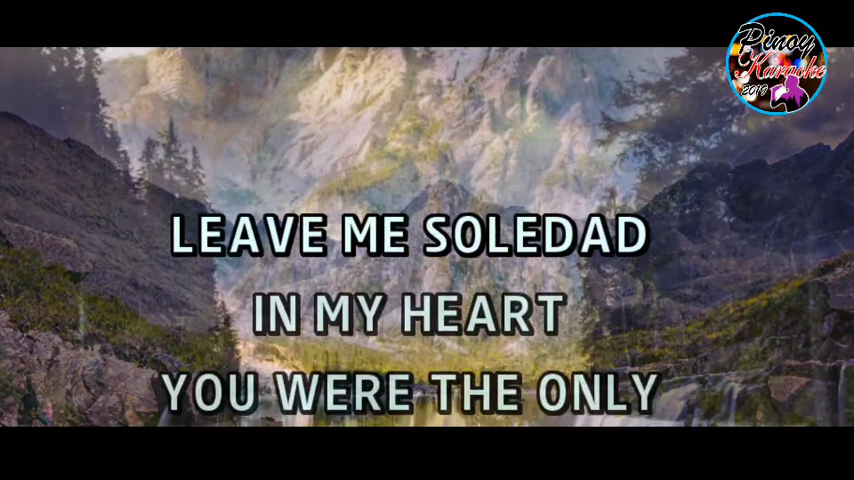 Pinoy
Karaoke
2019
LEAVE ME SOLEDAD
IN MY HEART
YOU WERE THE ONLY